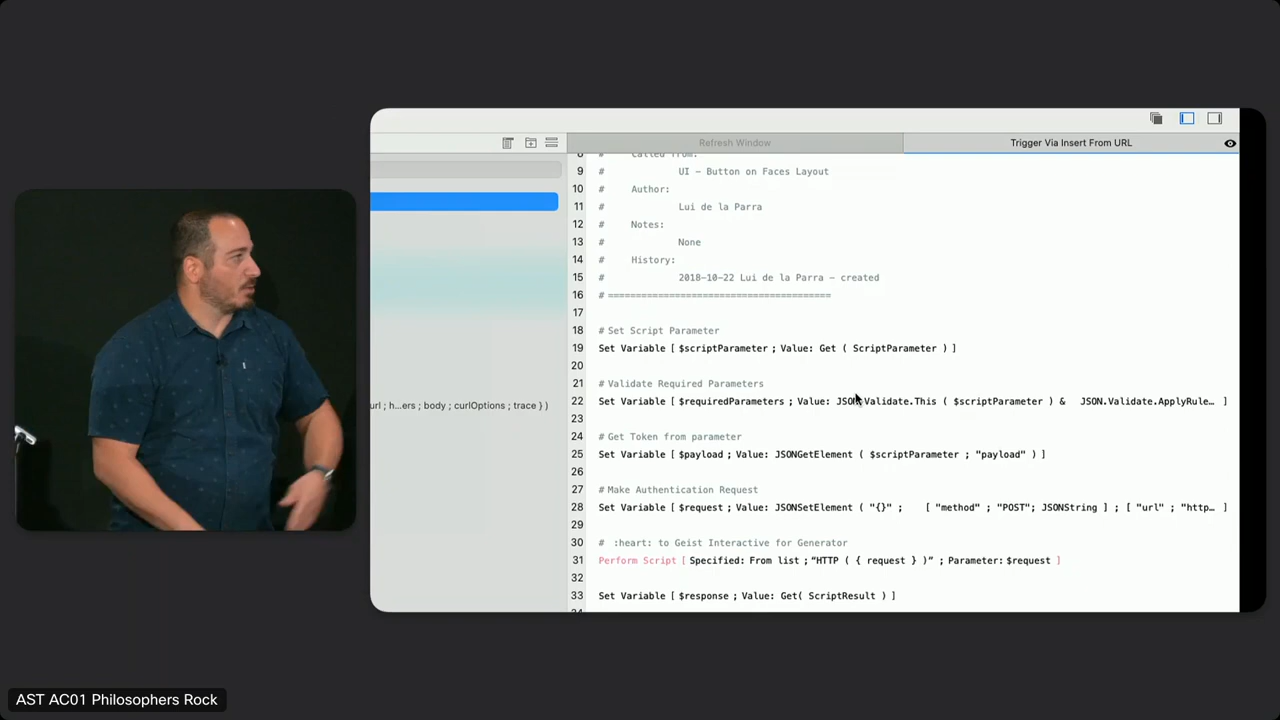 Refresh Window
Trigger Via Insert From URL
8 # Called from:
9 # UI – Button on Faces Layout
10 # Author:
11 # Lui de la Parra
12 # Notes:
13 # None
14 # History:
15 # 2018-10-22 Lui de la Parra – created
16 # ========================================
17
18 # Set Script Parameter
19 Set Variable [ $scriptParameter ; Value: Get ( ScriptParameter ) ]
20
21 # Validate Required Parameters
22 Set Variable [ $requiredParameters ; Value: JSON.Validate.This ( $scriptParameter ) & JSON.Validate.ApplyRule… ]
23
24 # Get Token from parameter
25 Set Variable [ $payload ; Value: JSONGetElement ( $scriptParameter ; "payload" ) ]
26
27 # Make Authentication Request
url ; h...ers ; body ; curlOptions ; trace } )
28 Set Variable [ $request ; Value: JSONSetElement ( "{}" ; [ "method" ; "POST"; JSONString ] ; [ "url" ; "http… ]
29
30 # :heart: to Geist Interactive for Generator
31 Perform Script [ Specified: From list ; “HTTP ( { request } )” ; Parameter: $request ]
32
33 Set Variable [ $response ; Value: Get( ScriptResult ) ]
AST AC01 Philosophers Rock